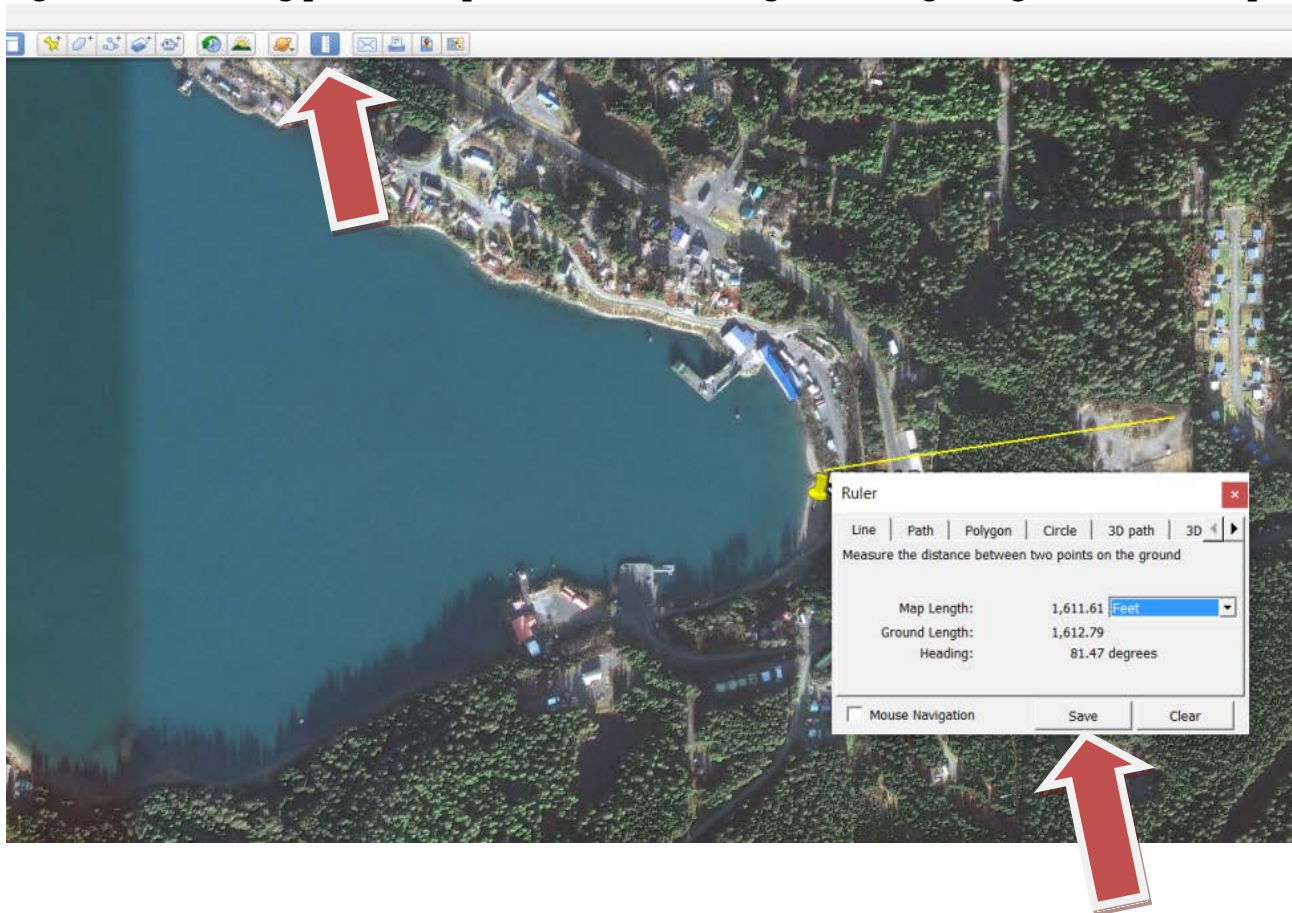 Ruler
Line
Path
Polygon
Circle
3D path
3D
Measure the distance between two points on the ground
Map Length: 1,611.61 Feet
Ground Length: 1,612.79
Heading: 81.47 degrees
Mouse Navigation
Save
Clear